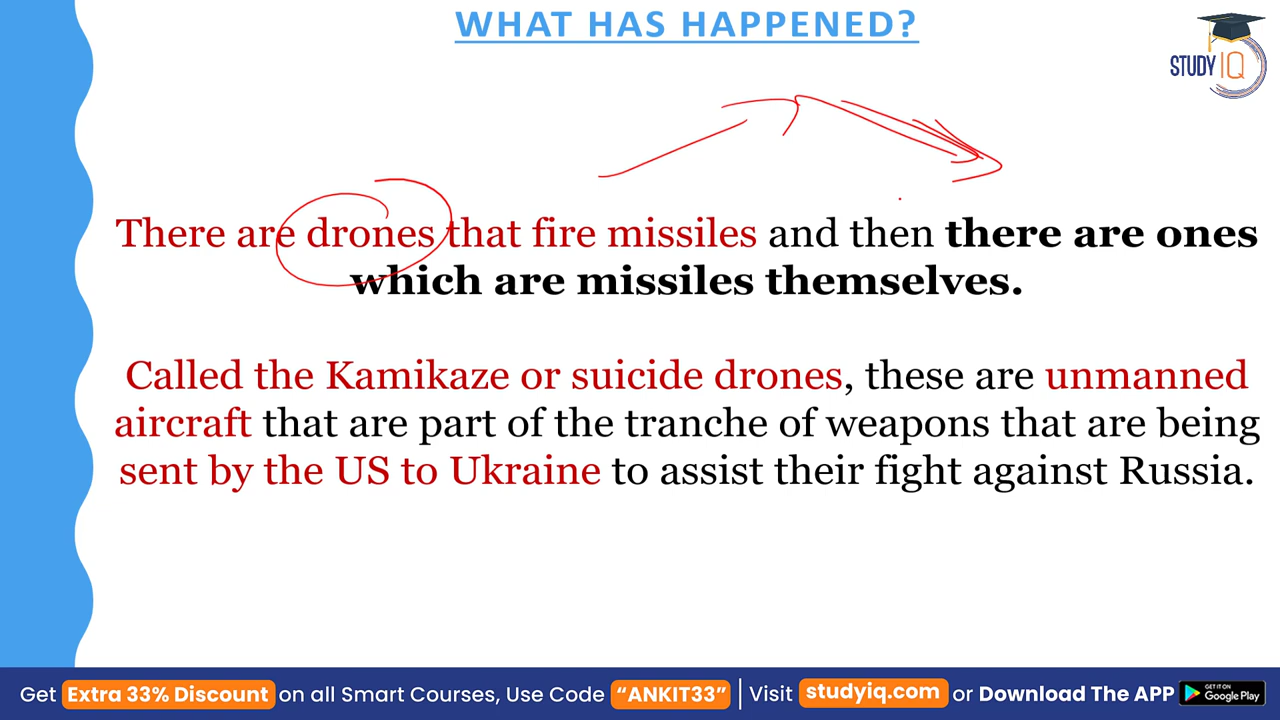 WHAT HAS HAPPENED?
STUDY IQ
There are drones that fire missiles and then there are ones
which are missiles themselves.
Called the Kamikaze or suicide drones, these are unmanned
aircraft that are part of the tranche of weapons that are being
sent by the US to Ukraine to assist their fight against Russia.
Get Extra 33% Discount on all Smart Courses, Use Code “ANKIT33” Visit studyiq.com or Download The APP GET IT ON Google Play